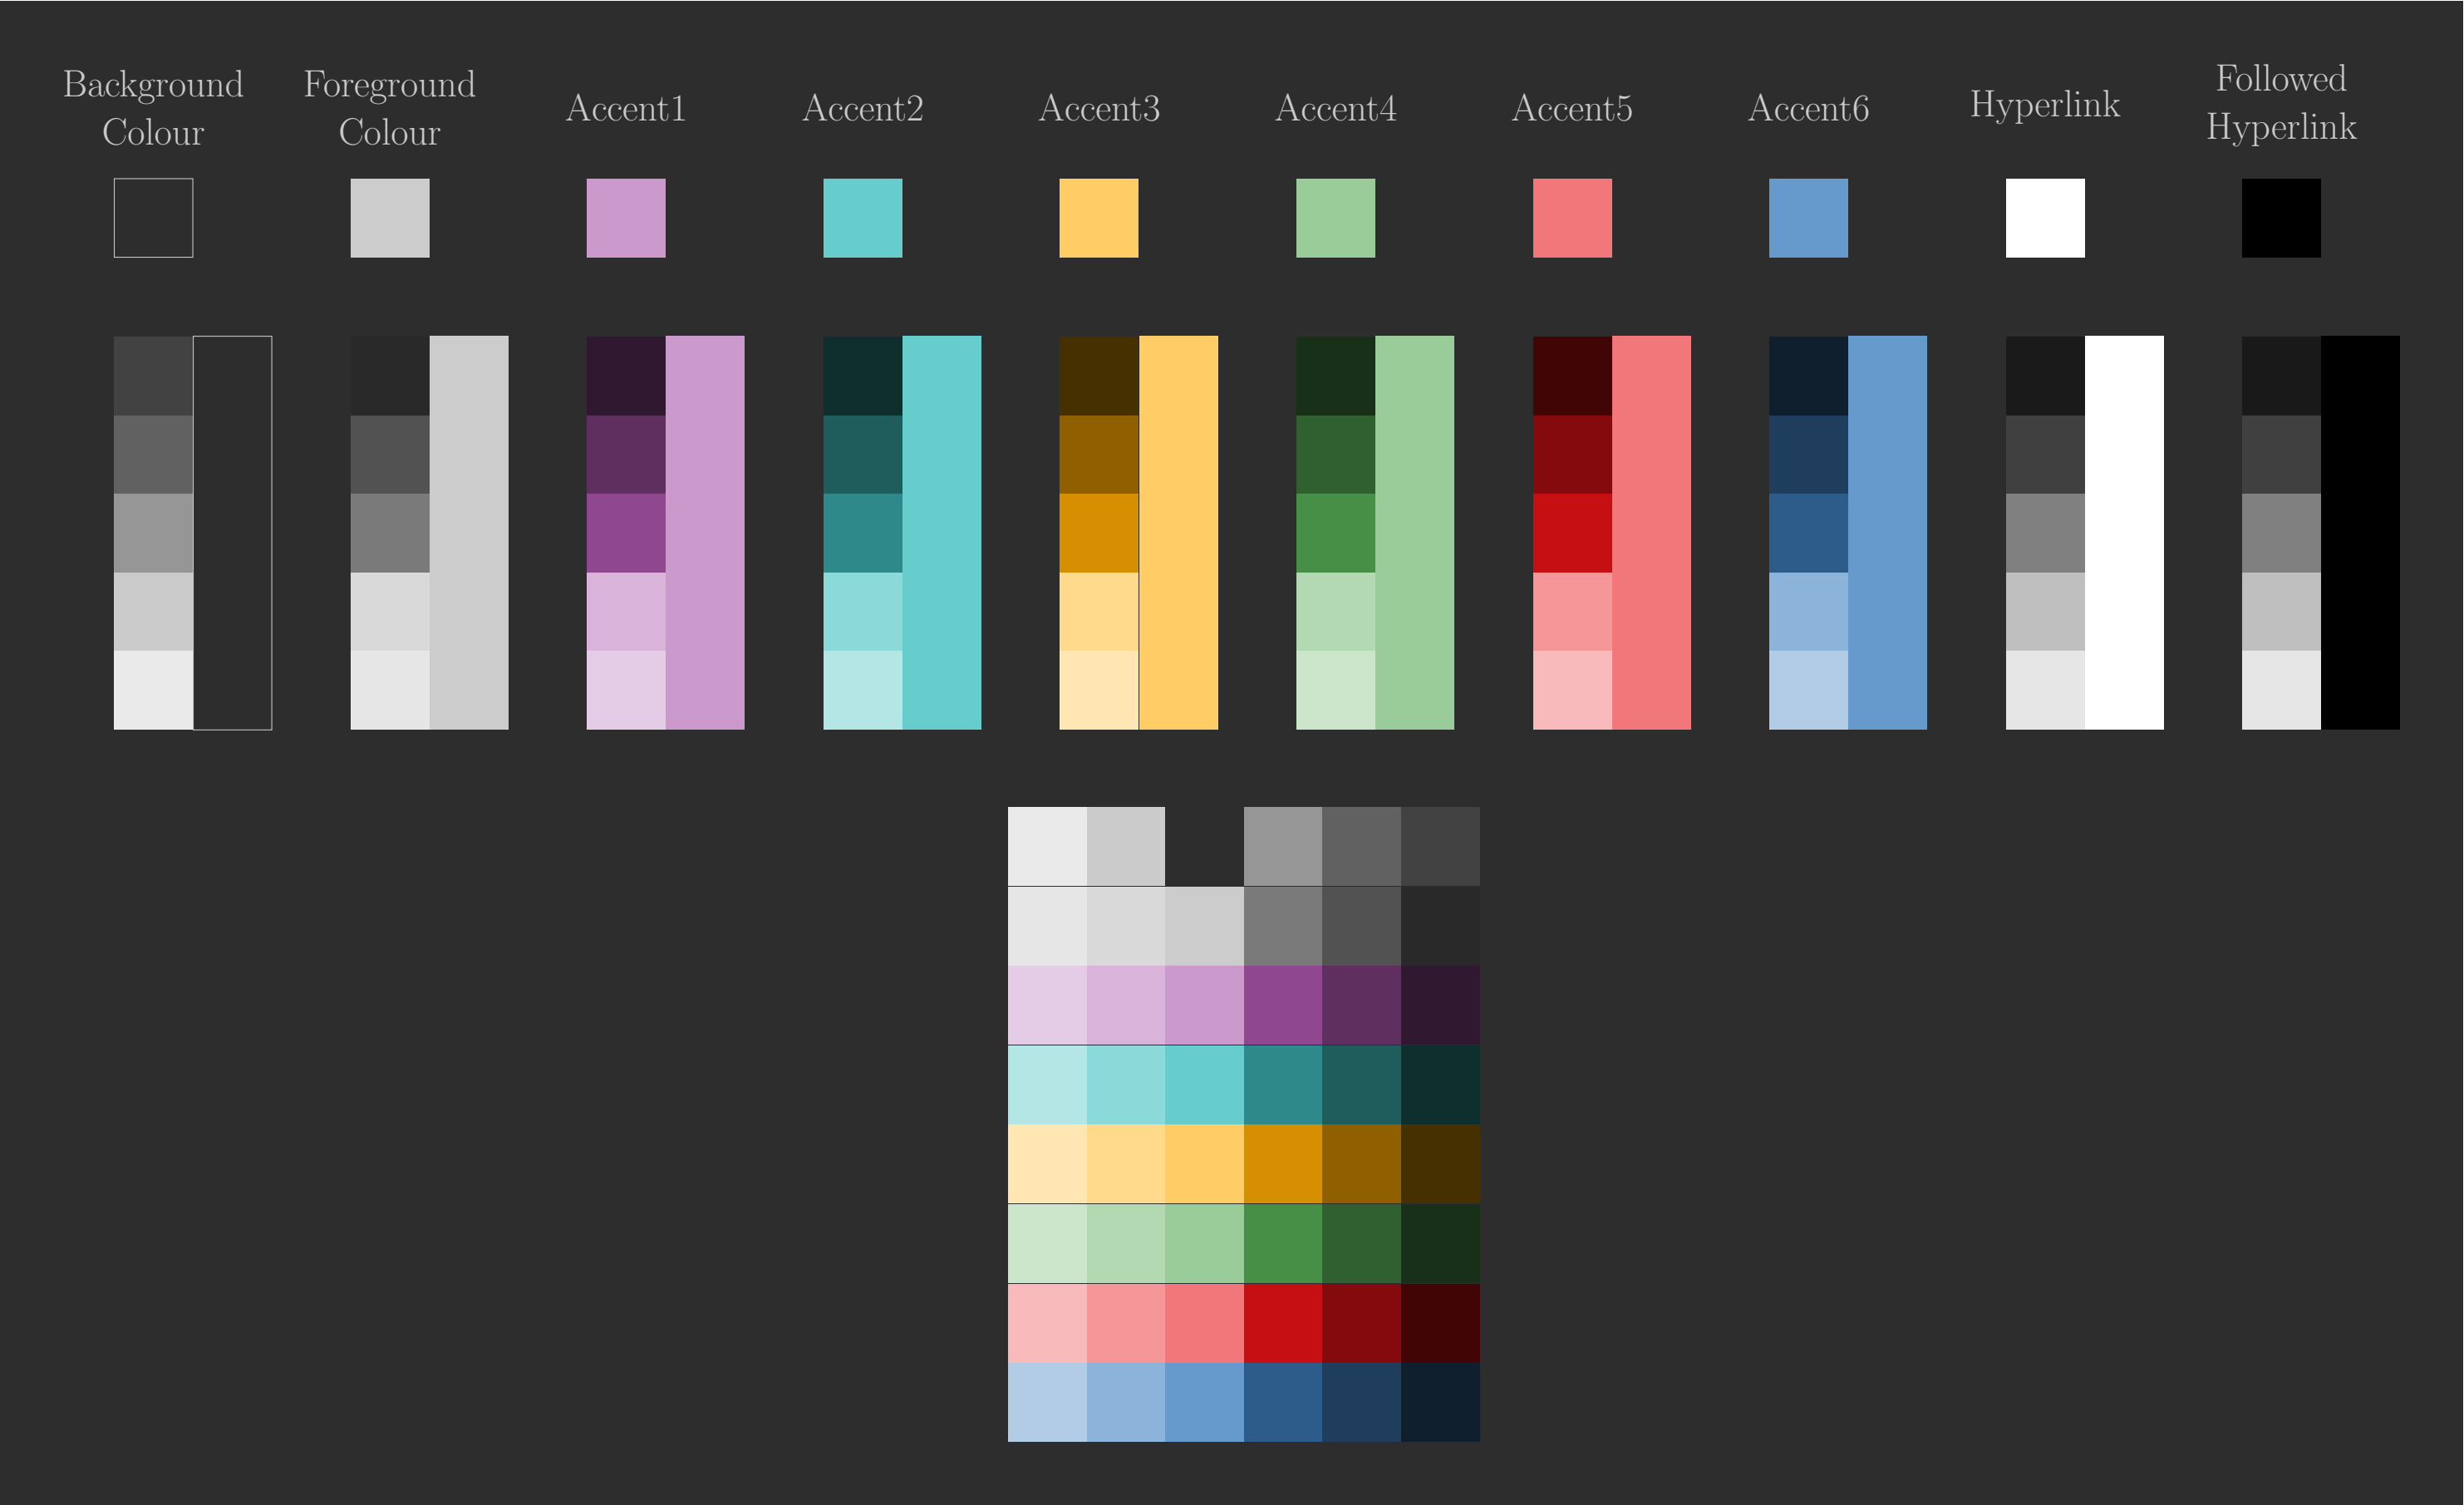 Background
Colour
Foreground
Colour
Accent1
Accent2
Accent3
Accent4
Accent5
Accent6
Hyperlink
Followed
Hyperlink